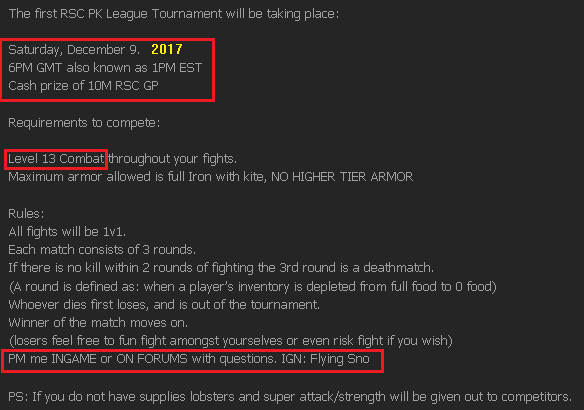 The first RSC PK League Tournament will be taking place:
Saturday, December 9. 2017
6PM GMT also known as 1PM EST
Cash prize of 10M RSC GP
Requirements to compete:
Level 13 Combat throughout your fights.
Maximum armor allowed is full Iron with kite, NO HIGHER TIER ARMOR
Rules:
All fights will be 1v1.
Each match consists of 3 rounds.
If there is no kill within 2 rounds of fighting the 3rd round is a deathmatch.
(A round is defined as: when a player's inventory is depleted from full food to 0 food)
Whoever dies first loses, and is out of the tournament.
Winner of the match moves on.
(losers feel free to fun fight amongst yourselves or even risk fight if you wish)
PM me INGAME or ON FORUMS with questions. IGN: Flying Sno
PS: If you do not have supplies lobsters and super attack/strength will be given out to competitors.